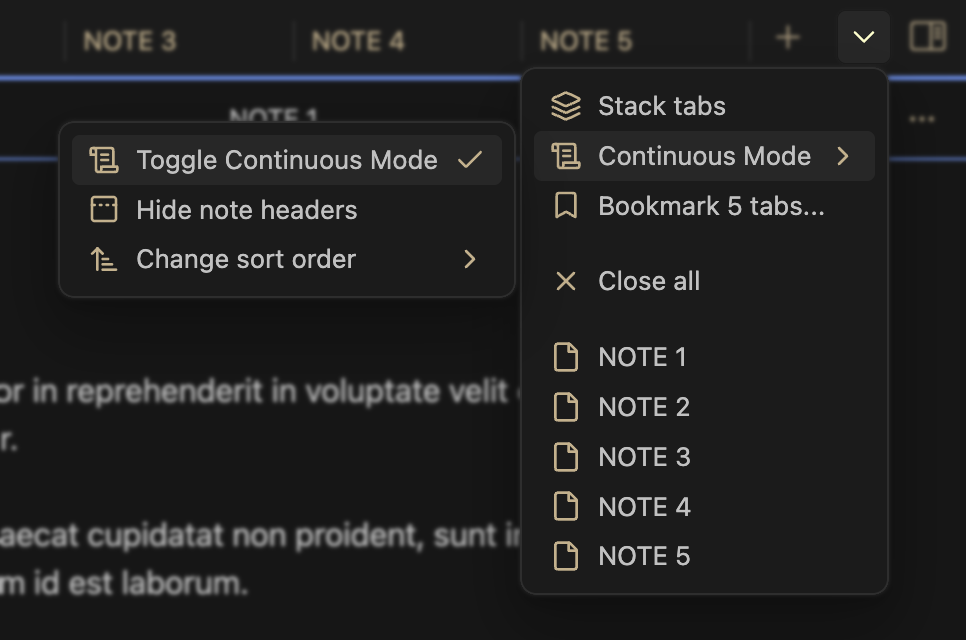 NOTE 3
NOTE 4
NOTE 5
NOTE 1
Stack tabs
Continuous Mode
Bookmark 5 tabs...
Close all
NOTE 1
NOTE 2
NOTE 3
NOTE 4
NOTE 5
Toggle Continuous Mode
Hide note headers
Change sort order
or in reprehenderit in voluptate velit
r.
aecat cupidatat non proident, sunt in
m id est laborum.